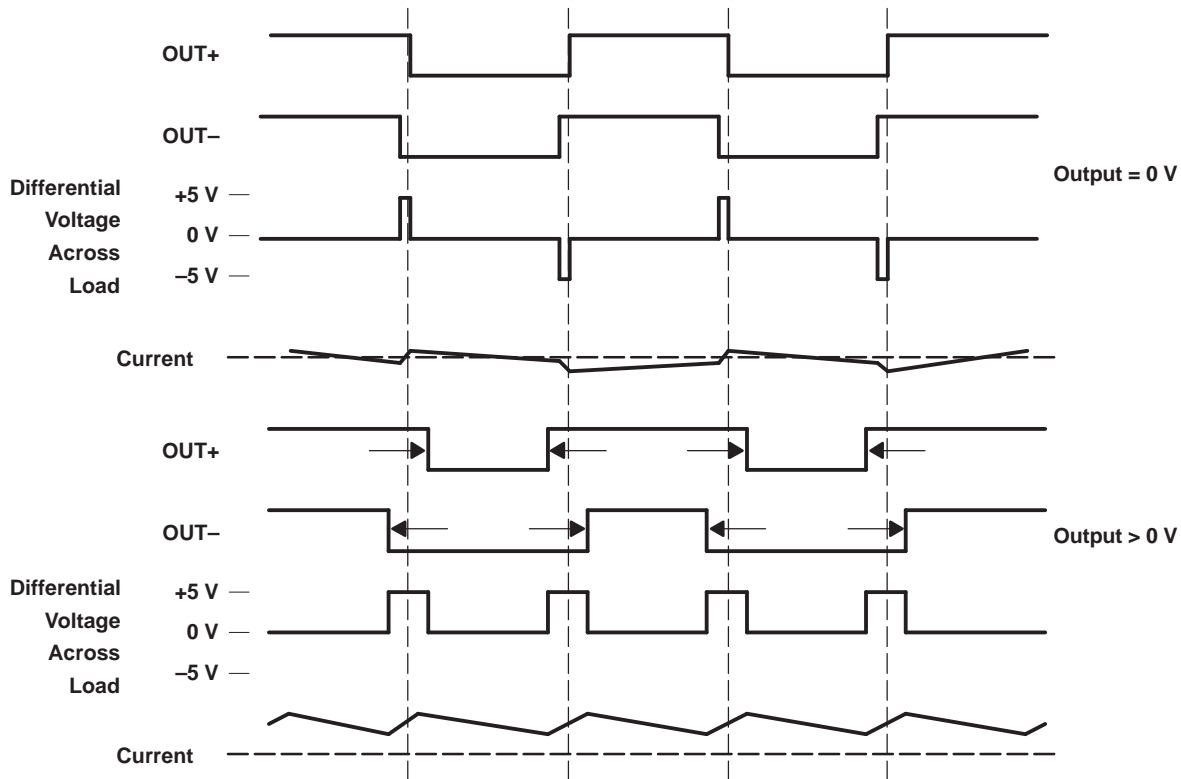 OUT+
OUT–
Output = 0 V
Differential
Voltage
Across
Load
+5 V
0 V
–5 V
Current
OUT+
OUT–
Output > 0 V
Differential
Voltage
Across
Load
+5 V
0 V
–5 V
Current